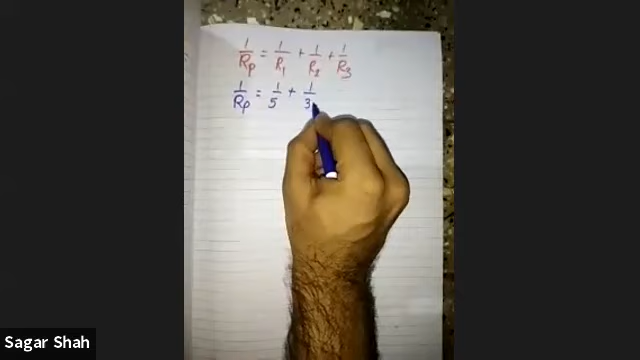 1/Rp = 1/R1 + 1/R2 + 1/R3
1/Rp = 1/5 + 1/3
Sagar Shah